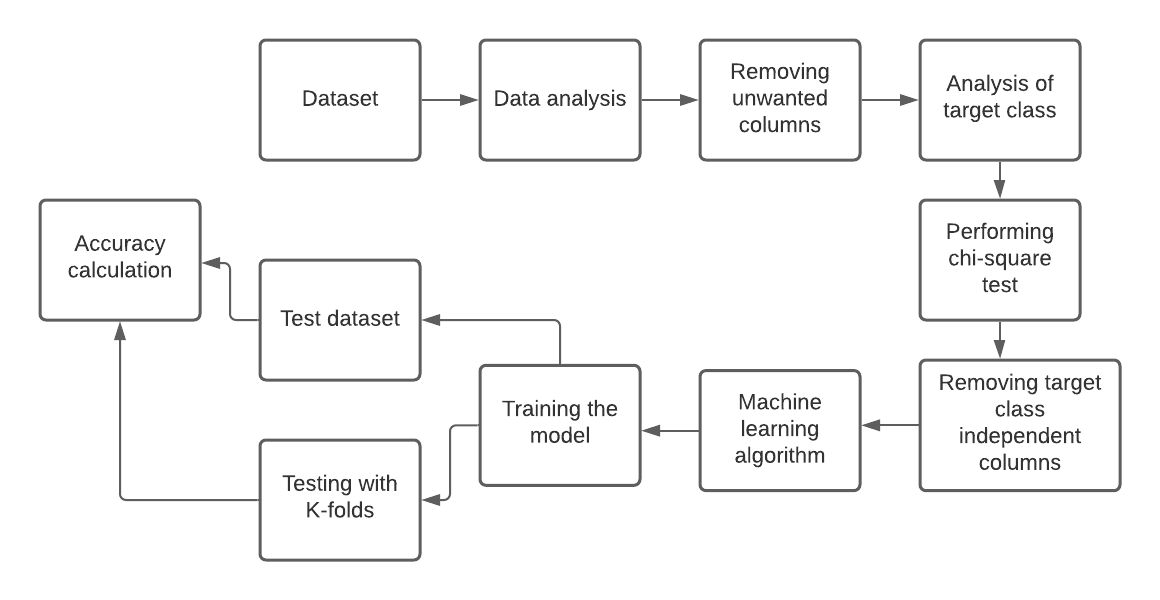 Dataset
Data analysis
Removing
unwanted
columns
Analysis of
target class
Performing
chi-square
test
Removing target
class
independent
columns
Machine
learning
algorithm
Training the
model
Test dataset
Testing with
K-folds
Accuracy
calculation